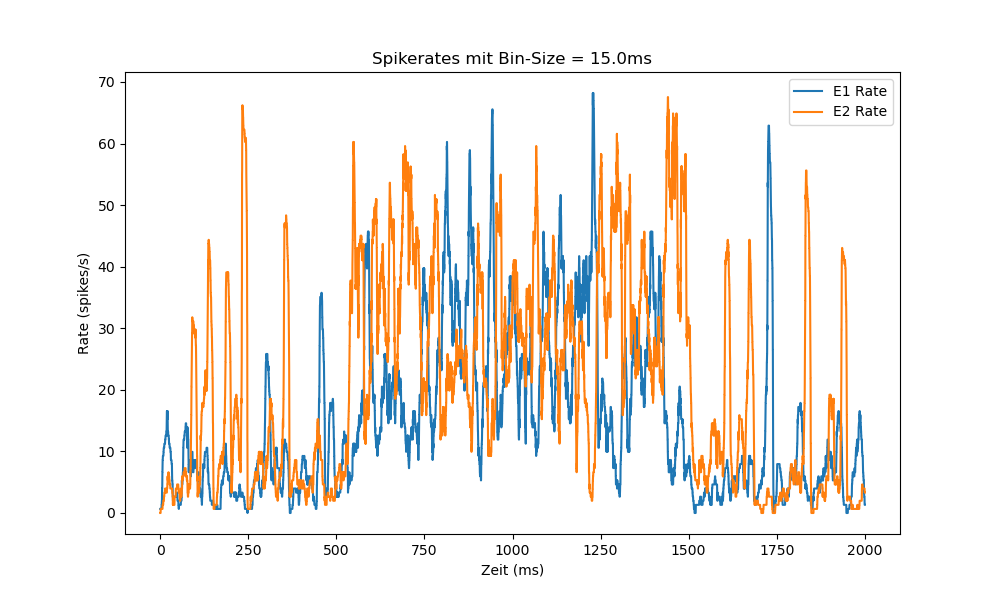 Spikerates mit Bin-Size = 15.0ms
E1 Rate
E2 Rate
Rate (spikes/s)
70
60
50
40
30
20
10
0
0 250 500 750 1000 1250 1500 1750 2000
Zeit (ms)